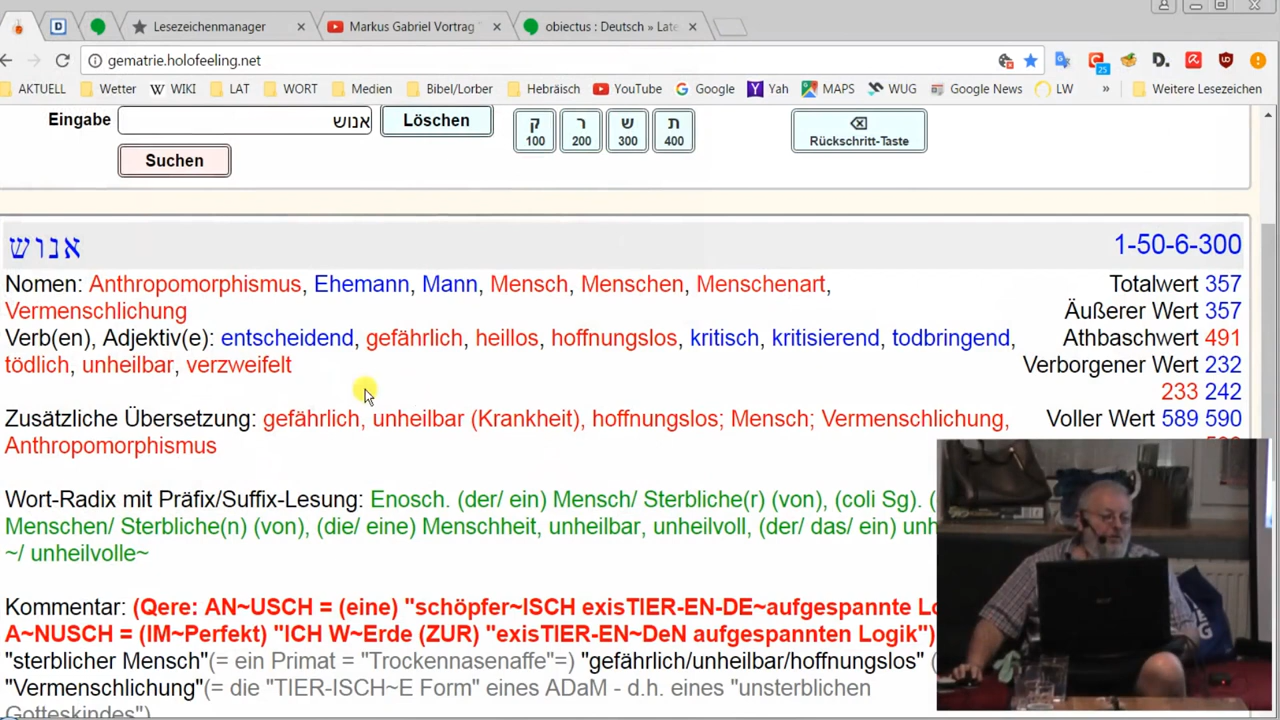 Lesezeichenmanager
Markus Gabriel Vortrag "
obiectus : Deutsch » Late
gematrie.holofeeling.net
AKTUELL Wetter WIKI LAT WORT Medien Bibel/Lorber Hebräisch YouTube Google Yah MAPS WUG Google News LW » Weitere Lesezeichen
25
Eingabe אנוש Löschen ק ר ש ת Rückschritt-Taste
100 200 300 400
Suchen
אנוש 1-50-6-300
Nomen: Anthropomorphismus, Ehemann, Mann, Mensch, Menschen, Menschenart, Totalwert 357
Vermenschlichung Äußerer Wert 357
Verb(en), Adjektiv(e): entscheidend, gefährlich, heillos, hoffnungslos, kritisch, kritisierend, todbringend, Athbaschwert 491
tödlich, unheilbar, verzweifelt Verborgener Wert 232
233 242
Zusätzliche Übersetzung: gefährlich, unheilbar (Krankheit), hoffnungslos; Mensch; Vermenschlichung, Voller Wert 589 590
Anthropomorphismus
Wort-Radix mit Präfix/Suffix-Lesung: Enosch. (der/ ein) Mensch/ Sterbliche(r) (von), (coli Sg). (
Menschen/ Sterbliche(n) (von), (die/ eine) Menschheit, unheilbar, unheilvoll, (der/ das/ ein) unh
~/ unheilvolle~
Kommentar: (Qere: AN~USCH = (eine) "schöpfer~ISCH exisTIER-EN-DE~aufgespannte Lo
A~NUSCH = (IM~Perfekt) "ICH W~Erde (ZUR) "exisTIER-EN~DeN aufgespannten Logik")
"sterblicher Mensch"(= ein Primat = "Trockennasenaffe"=) "gefährlich/unheilbar/hoffnungslos" (
"Vermenschlichung"(= die "TIER-ISCH~E Form" eines ADaM - d.h. eines "unsterblichen
Gotteskindes")